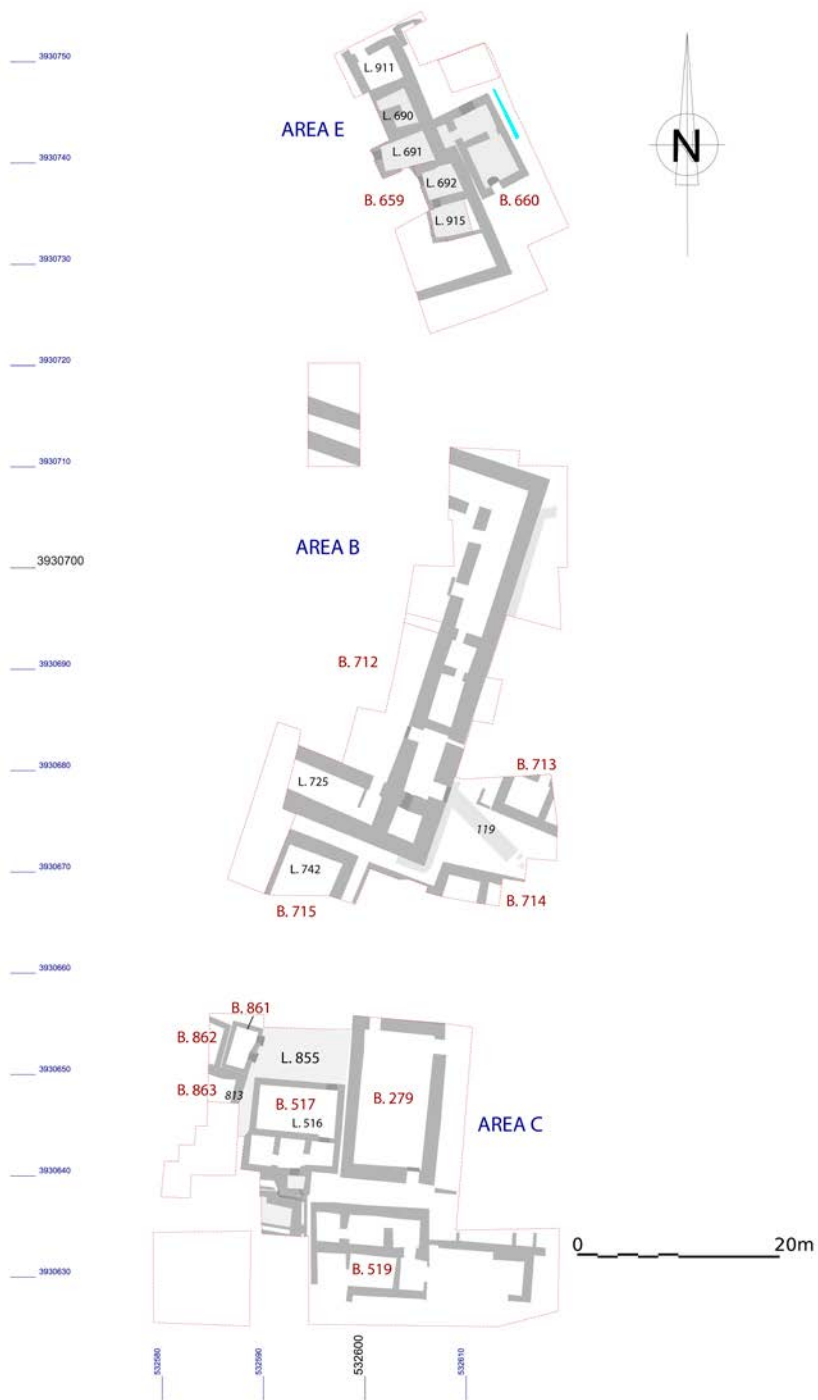 3930750
L. 911
L. 690
AREA E
N
L. 691
3930740
L. 692
B. 659
B. 660
L. 915
3930730
3930720
3930710
AREA B
3930700
B. 712
3930690
3930680
B. 713
L. 725
119
3930670
L. 742
B. 714
B. 715
3930660
B. 861
B. 862
L. 855
3930650
B. 863
813
B. 517
B. 279
L. 516
AREA C
3930640
0 20m
B. 519
3930630
532580
532590
532600
532610